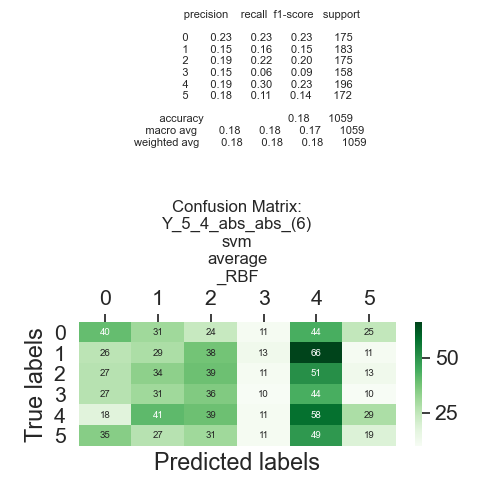 precision recall f1-score support
0 0.23 0.23 0.23 175
1 0.15 0.16 0.15 183
2 0.19 0.22 0.20 175
3 0.15 0.06 0.09 158
4 0.19 0.30 0.23 196
5 0.18 0.11 0.14 172
accuracy 0.18 1059
macro avg 0.18 0.18 0.17 1059
weighted avg 0.18 0.18 0.18 1059
Confusion Matrix:
Y_5_4_abs_abs_(6)
svm
average
_RBF
0 1 2 3 4 5
True labels
0 40 31 24 11 44 25
1 26 29 38 13 66 11
2 27 34 39 11 51 13
3 27 31 36 10 44 10
4 18 41 39 11 58 29
5 35 27 31 11 49 19
Predicted labels
50
25